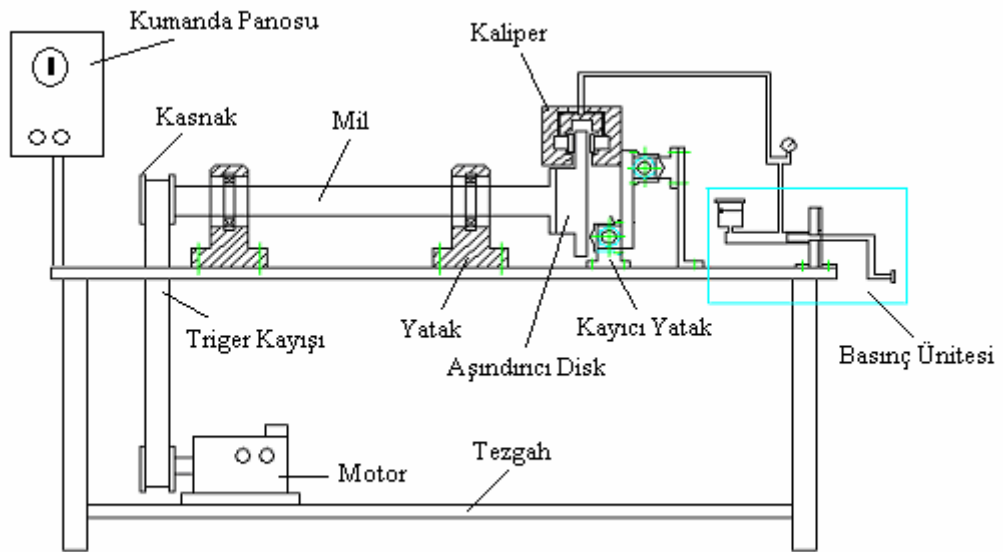 Kumanda Panosu
Kaliper
Kasnak
Mil
Triger Kayışı
Yatak
Kayıcı Yatak
Aşındırıcı Disk
Basınç Ünitesi
Motor
Tezgah